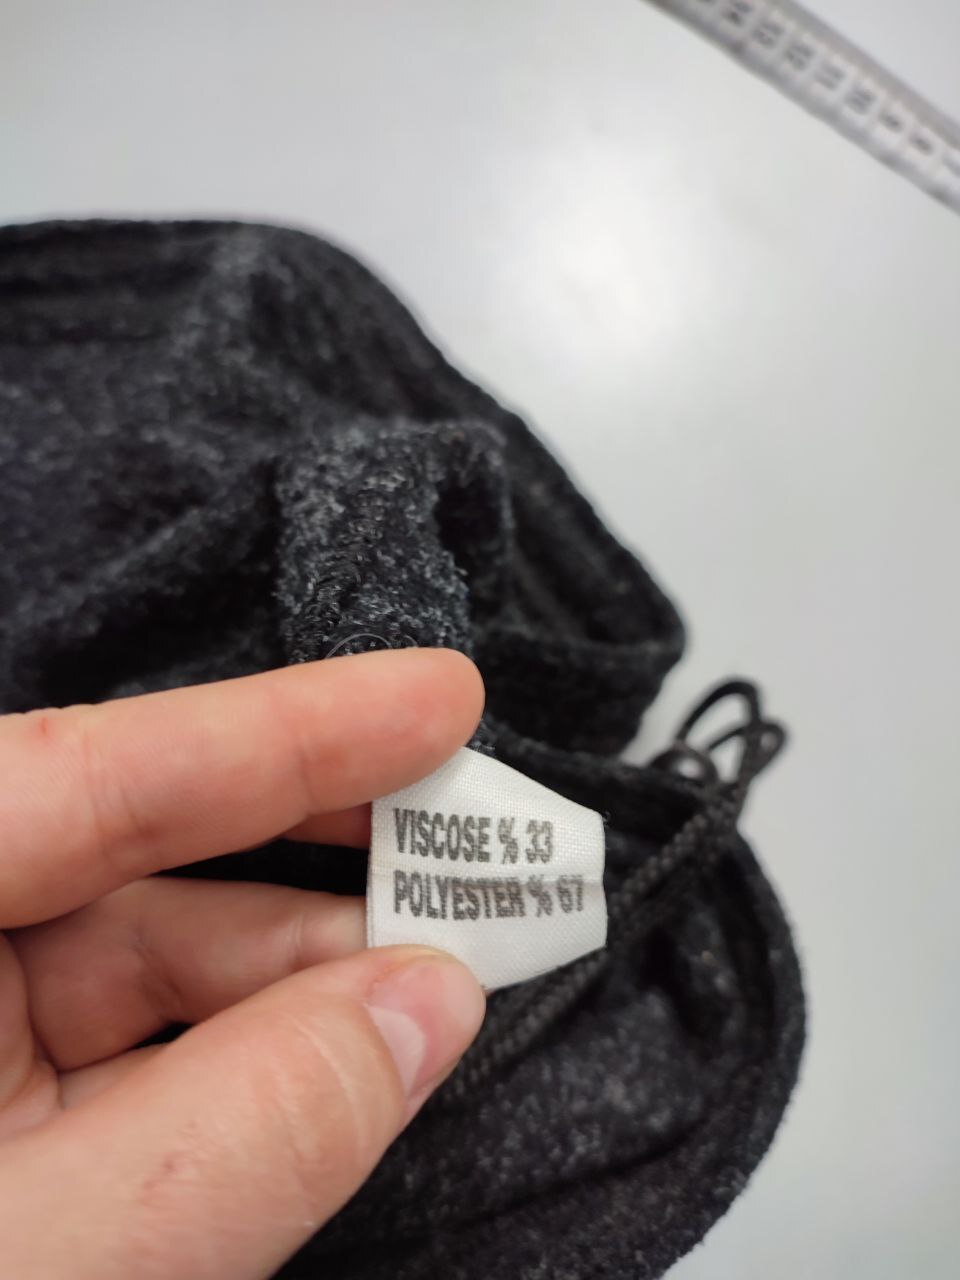 VISCOSE % 33
POLYESTER % 67